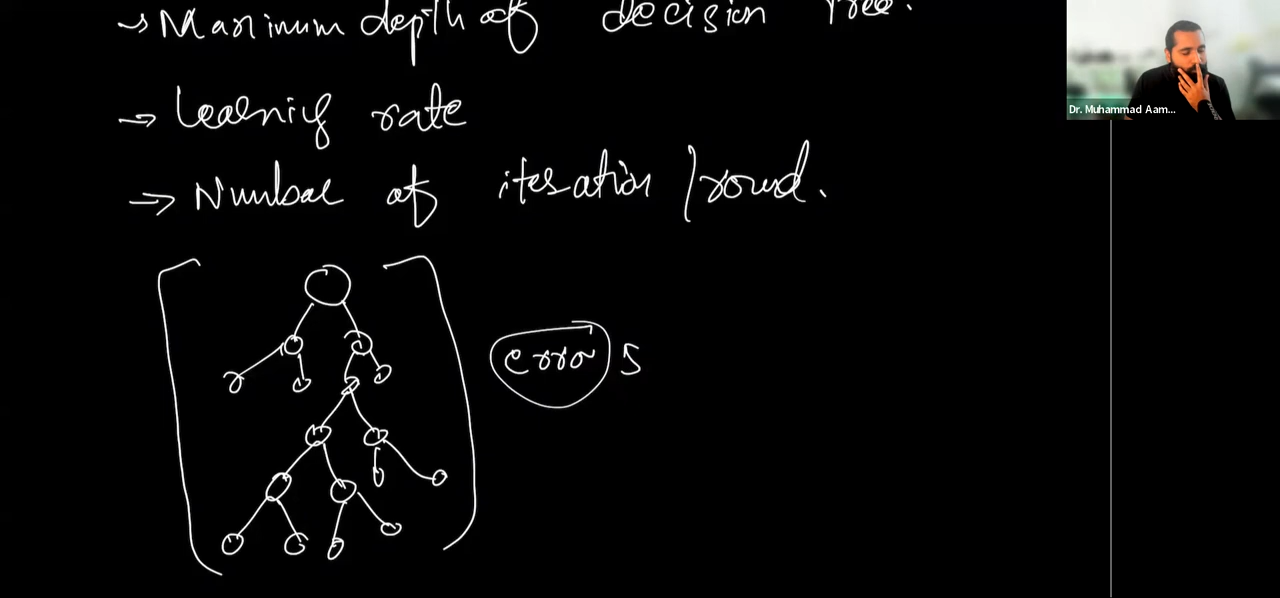 → Maximum depth of decision Tree.
Dr. Muhammad Aam...
→ Learning rate
→ Number of iteration / round.
error s